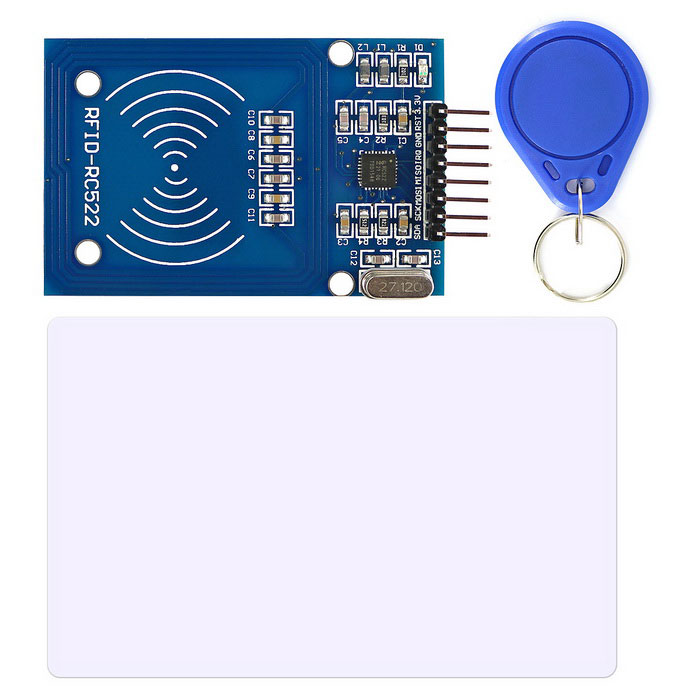 RFID-RC522
L2
L1
R1
D1
C10
C8
C6
C7
C9
C11
C5
C4
R2
C1
3.3V
RST
GND
IRQ
MISO
MOSI
SCK
SDA
C3
R4
R3
C2
C12
C13
27.120